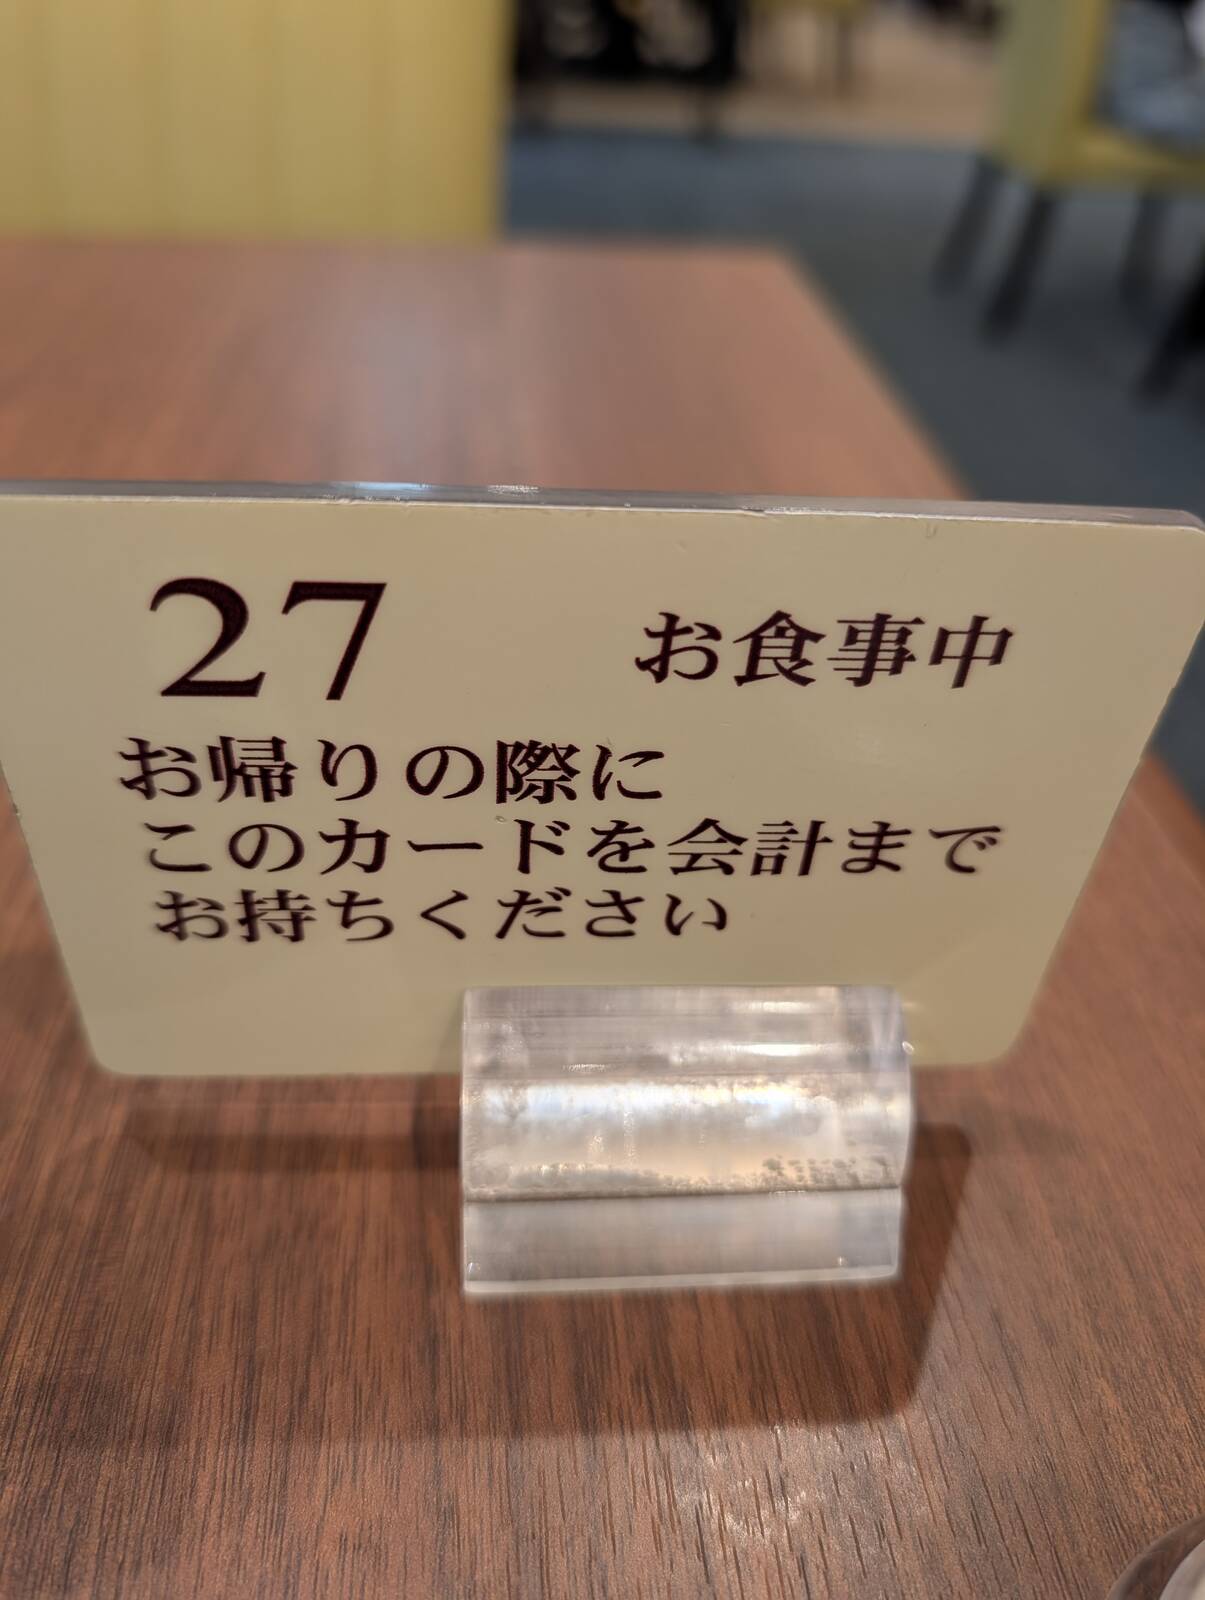 27 お食事中
お帰りの際に
このカードを会計まで
お持ちください